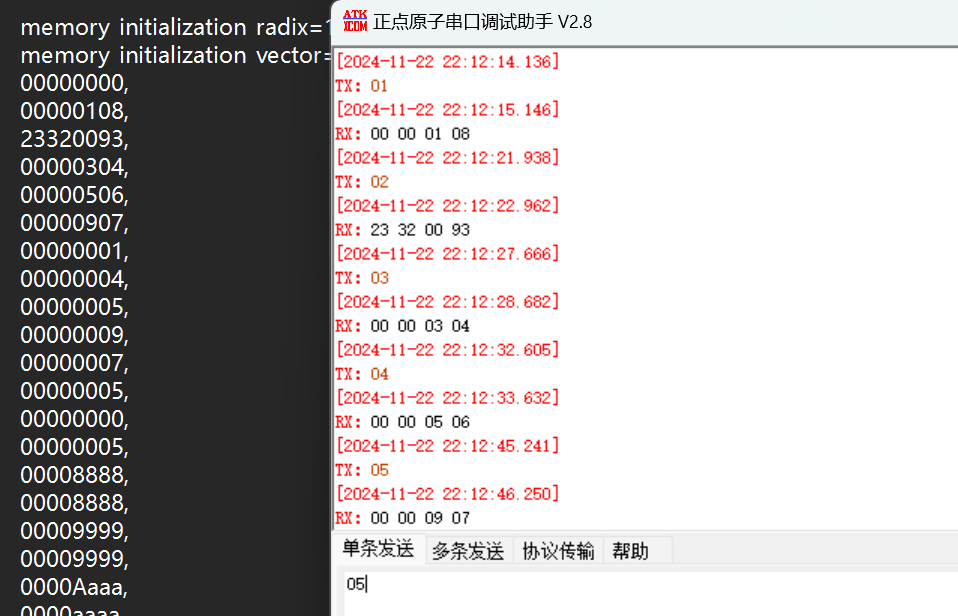 memory initialization radix=1
memory initialization vector=
00000000,
00000108,
23320093,
00000304,
00000506,
00000907,
00000001,
00000004,
00000005,
00000009,
00000007,
00000005,
00000000,
00000005,
00008888,
00008888,
00009999,
00009999,
0000Aaaa,
0000aaaa
ATK XCOM 正点原子串口调试助手 V2.8
[2024-11-22 22:12:14.136]
TX: 01
[2024-11-22 22:12:15.146]
RX: 00 00 01 08
[2024-11-22 22:12:21.938]
TX: 02
[2024-11-22 22:12:22.962]
RX: 23 32 00 93
[2024-11-22 22:12:27.666]
TX: 03
[2024-11-22 22:12:28.682]
RX: 00 00 03 04
[2024-11-22 22:12:32.605]
TX: 04
[2024-11-22 22:12:33.632]
RX: 00 00 05 06
[2024-11-22 22:12:45.241]
TX: 05
[2024-11-22 22:12:46.250]
RX: 00 00 09 07
单条发送 多条发送 协议传输 帮助
05